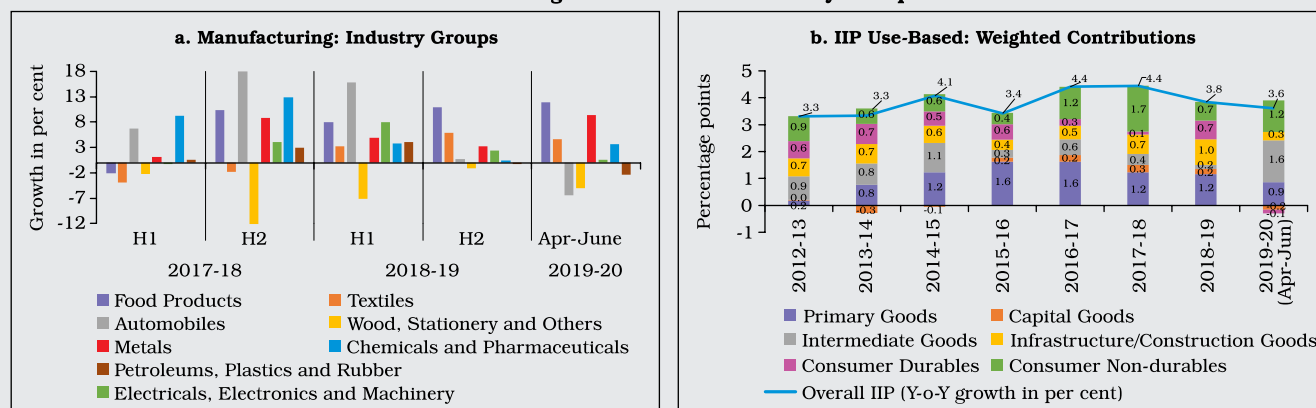 a. Manufacturing: Industry Groups
Growth in per cent
18
13
8
3
-2
-7
-12
H1 H2 H1 H2 Apr-June
2017-18 2018-19 2019-20
Food Products Textiles
Automobiles Wood, Stationery and Others
Metals Chemicals and Pharmaceuticals
Petroleums, Plastics and Rubber
Electricals, Electronics and Machinery
b. IIP Use-Based: Weighted Contributions
Percentage points
5
4
3
2
1
0
-1
3.3 3.3 4.1 3.4 4.4 4.4 3.8 3.6
0.9 0.6 0.7 0.9 0.0 0.2
0.6 0.7 0.7 0.8 0.8 -0.3
0.6 0.5 0.6 1.1 1.2 -0.1
0.4 0.6 0.4 0.3 0.2 1.6
1.2 0.3 0.5 0.6 0.2 1.6
1.7 0.1 0.7 0.4 0.3 1.2
0.7 0.7 1.0 0.2 0.2 1.2
1.2 0.3 1.6 0.9 -0.2 -0.1
2012-13 2013-14 2014-15 2015-16 2016-17 2017-18 2018-19 2019-20
(Apr-Jun)
Primary Goods Capital Goods
Intermediate Goods Infrastructure/Construction Goods
Consumer Durables Consumer Non-durables
Overall IIP (Y-o-Y growth in per cent)